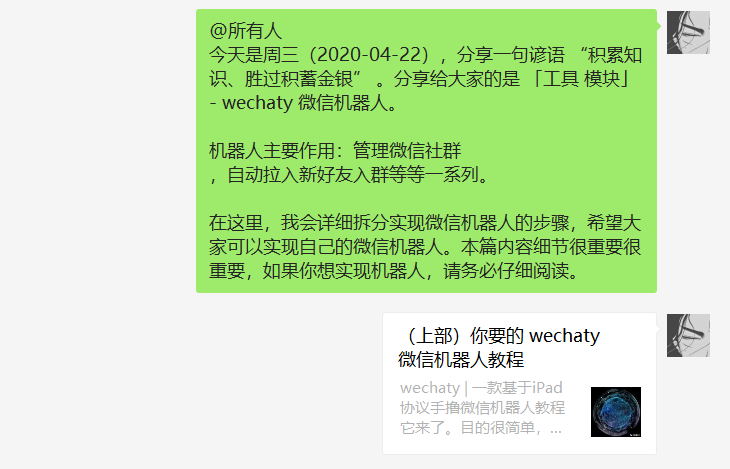 @所有人
今天是周三（2020-04-22），分享一句谚语 “积累知
识、胜过积蓄金银” 。分享给大家的是 「工具 模块」
- wechaty 微信机器人。
机器人主要作用：管理微信社群
，自动拉入新好友入群等等一系列。
在这里，我会详细拆分实现微信机器人的步骤，希望大
家可以实现自己的微信机器人。本篇内容细节很重要很
重要，如果你想实现机器人，请务必仔细阅读。
（上部）你要的 wechaty
微信机器人教程
wechaty | 一款基于iPad
协议手撸微信机器人教程
它来了。目的很简单，...